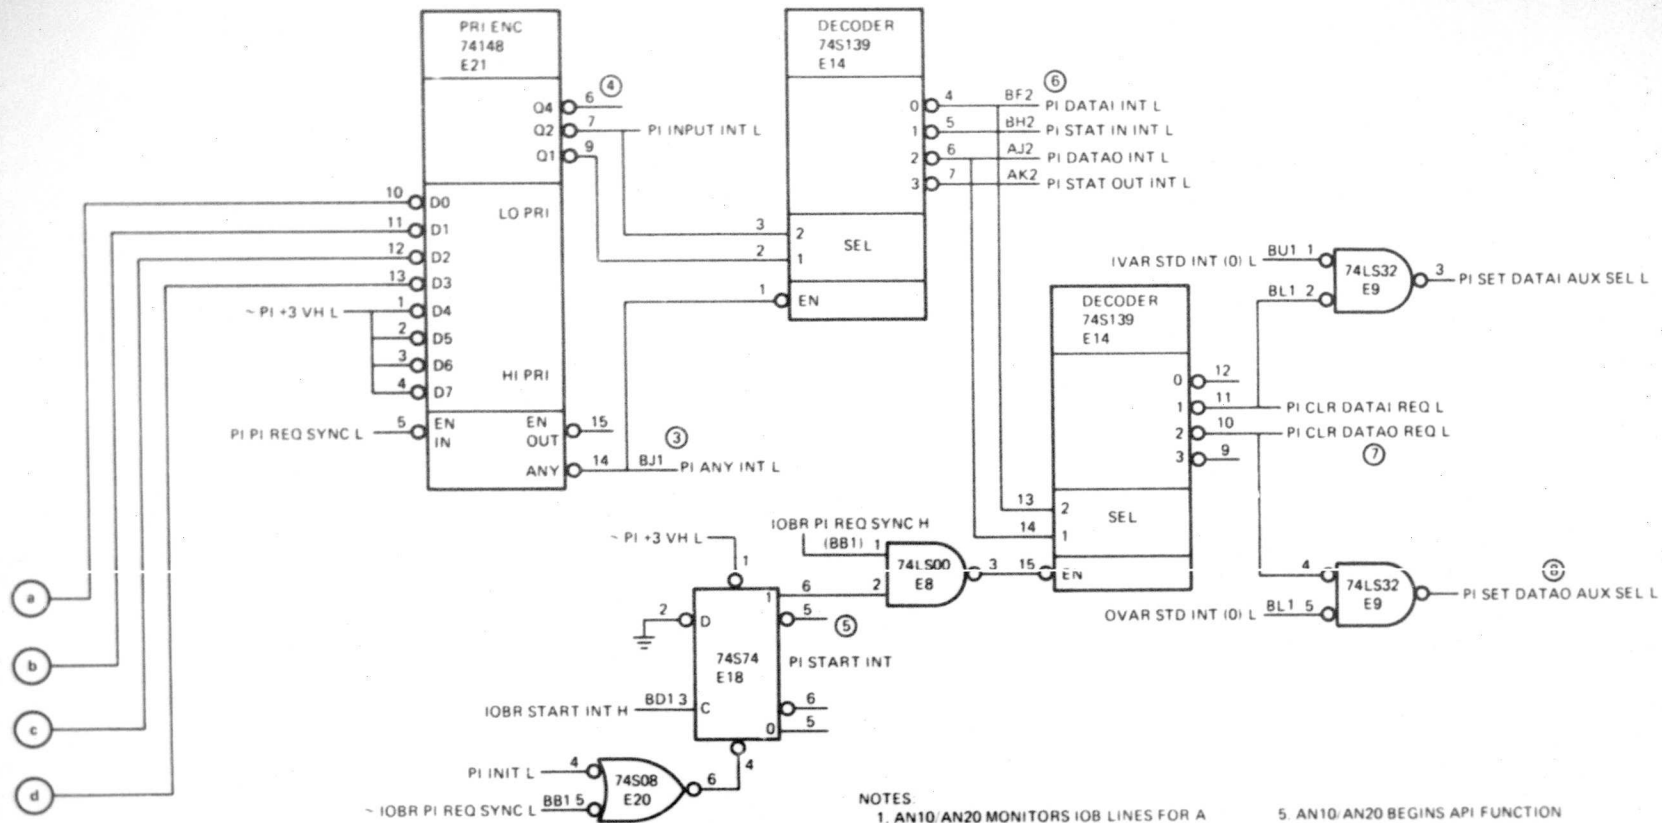 PRI ENC
74148
E21
Q4
6
④
Q2
7
PI INPUT INT L
Q1
9
10
D0
LO PRI
11
D1
12
D2
13
D3
~ PI +3 VH L
1
D4
2
D5
3
D6
4
D7
HI PRI
PI PI REQ SYNC L
5
EN
IN
EN
OUT
15
ANY
14
BJ1
③
PI ANY INT L
DECODER
74S139
E14
⑥
0
4
BF2
PI DATAI INT L
1
5
BH2
PI STAT IN INT L
2
6
AJ2
PI DATAO INT L
3
7
AK2
PI STAT OUT INT L
3
2
SEL
2
1
1
EN
DECODER
74S139
E14
0
12
1
11
PI CLR DATAI REQ L
2
10
PI CLR DATAO REQ L
3
9
⑦
13
2
SEL
14
1
15
EN
IVAR STD INT (0) L
BU1
1
BL1
2
74LS32
E9
3
PI SET DATAI AUX SEL L
4
OVAR STD INT (0) L
BL1
5
74LS32
E9
⑧
PI SET DATAO AUX SEL L
IOBR PI REQ SYNC H
(BB1)
1
2
74LS00
E8
3
~ PI +3 VH L
1
2
D
1
6
5
⑤
74S74
E18
PI START INT
IOBR START INT H
BD1
3
C
6
0
5
4
PI INIT L
4
~ IOBR PI REQ SYNC L
BB1
5
74S08
E20
6
a
b
c
d
NOTES:
1. AN10/AN20 MONITORS IOB LINES FOR A
5. AN10/AN20 BEGINS API FUNCTION